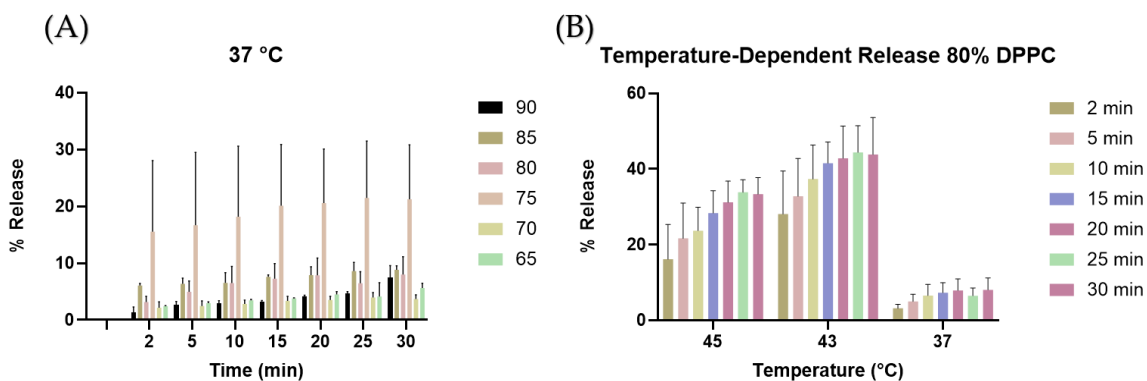 (A)
37 °C
% Release
40
30
20
10
0
2 5 10 15 20 25 30
Time (min)
90
85
80
75
70
65
(B)
Temperature-Dependent Release 80% DPPC
% Release
60
40
20
0
45 43 37
Temperature (°C)
2 min
5 min
10 min
15 min
20 min
25 min
30 min